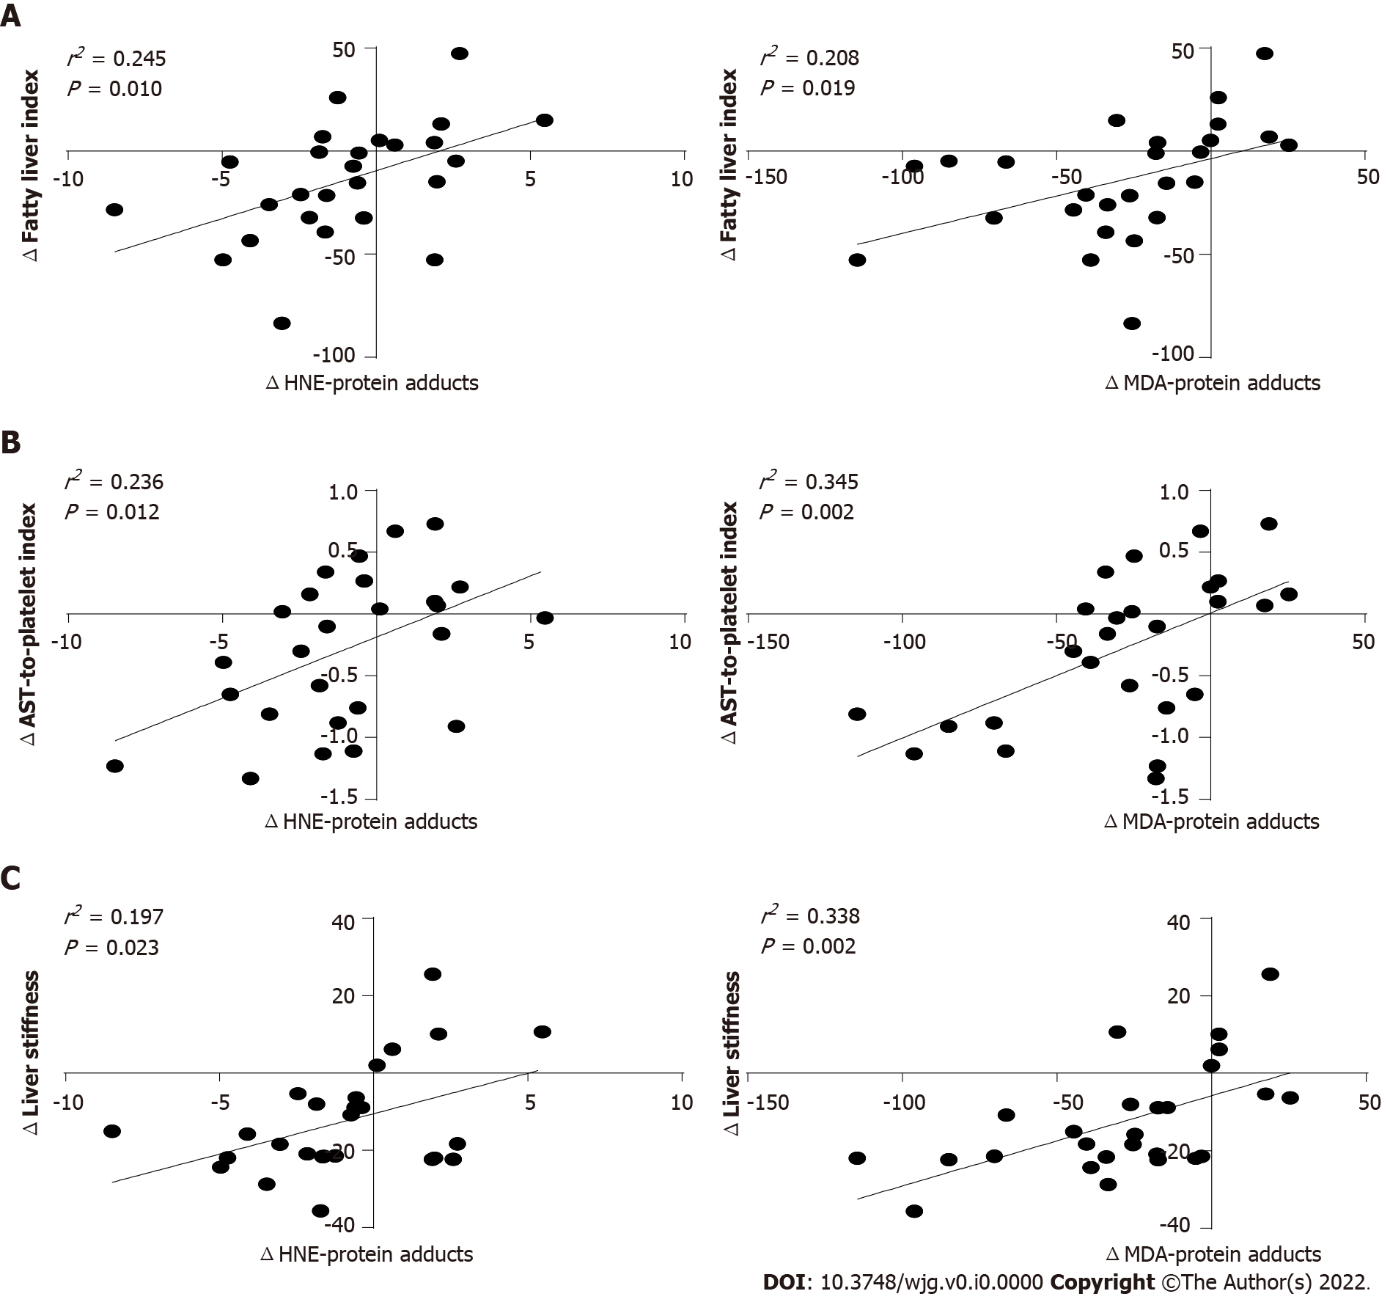 A
r² = 0.245
P = 0.010
Δ Fatty liver index
50
-50
-100
-10
-5
5
10
Δ HNE-protein adducts
r² = 0.208
P = 0.019
Δ Fatty liver index
50
-50
-100
-150
-100
-50
50
Δ MDA-protein adducts
B
r² = 0.236
P = 0.012
Δ AST-to-platelet index
1.0
0.5
-0.5
-1.0
-1.5
-10
-5
5
10
Δ HNE-protein adducts
r² = 0.345
P = 0.002
Δ AST-to-platelet index
1.0
0.5
-0.5
-1.0
-1.5
-150
-100
-50
50
Δ MDA-protein adducts
C
r² = 0.197
P = 0.023
Δ Liver stiffness
40
20
-20
-40
-10
-5
5
10
Δ HNE-protein adducts
r² = 0.338
P = 0.002
Δ Liver stiffness
40
20
-20
-40
-150
-100
-50
50
Δ MDA-protein adducts
DOI: 10.3748/wjg.v0.i0.0000 Copyright ©The Author(s) 2022.